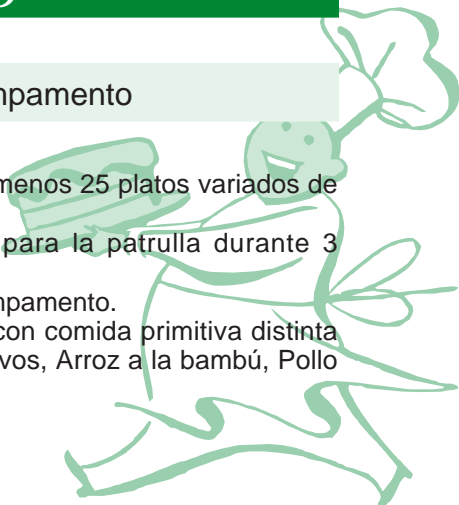 mpamento
menos 25 platos variados de
para la patrulla durante 3
mpamento.
con comida primitiva distinta
vos, Arroz a la bambú, Pollo